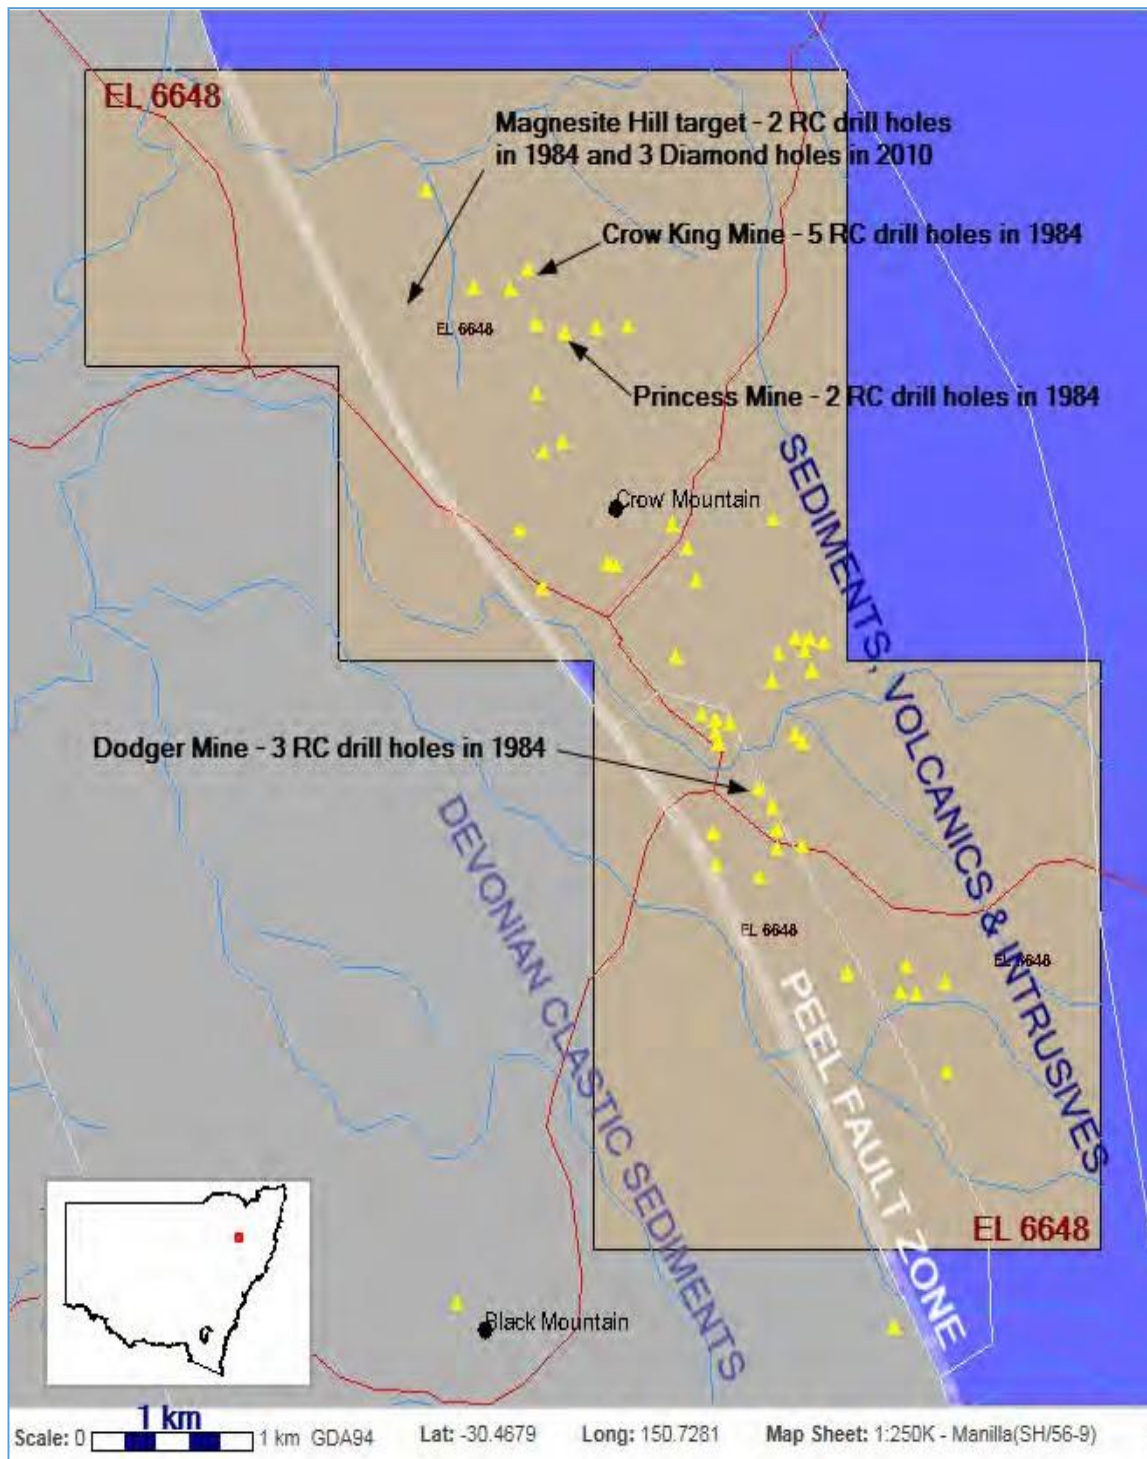 EL 6648
Magnesite Hill target - 2 RC drill holes
in 1984 and 3 Diamond holes in 2010
Crow King Mine - 5 RC drill holes in 1984
EL 6648
Princess Mine - 2 RC drill holes in 1984
SEDIMENTS, VOLCANICS & INTRUSIVES
Crow Mountain
Dodger Mine - 3 RC drill holes in 1984
DEVONIAN CLASTIC SEDIMENTS
EL 6648
EL 6648
PEEL FAULT ZONE
EL 6648
Black Mountain
1 km
Scale: 0 1 km GDA94 Lat: -30.4679 Long: 150.7281 Map Sheet: 1:250K - Manilla(SH/56-9)